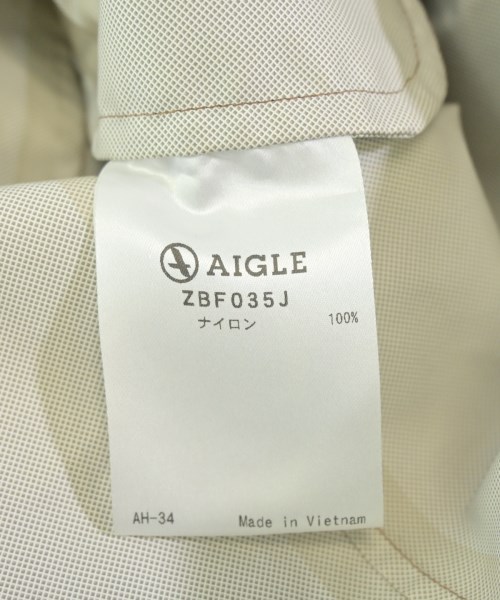 AIGLE
ZBF035J
ナイロン 100%
AH-34 Made in Vietnam